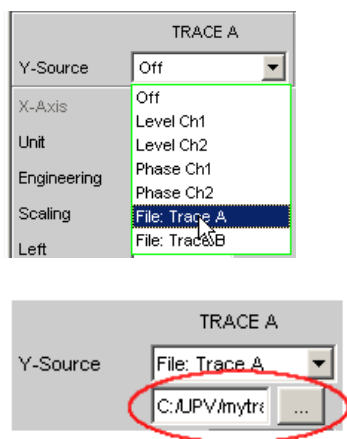 TRACE A
Y-Source Off
X-Axis Off
Level Ch1
Unit Level Ch2
Phase Ch1
Engineering Phase Ch2
Scaling File: Trace A
Left File: Trace B
TRACE A
Y-Source File: Trace A
C:/UPV/mytra ...